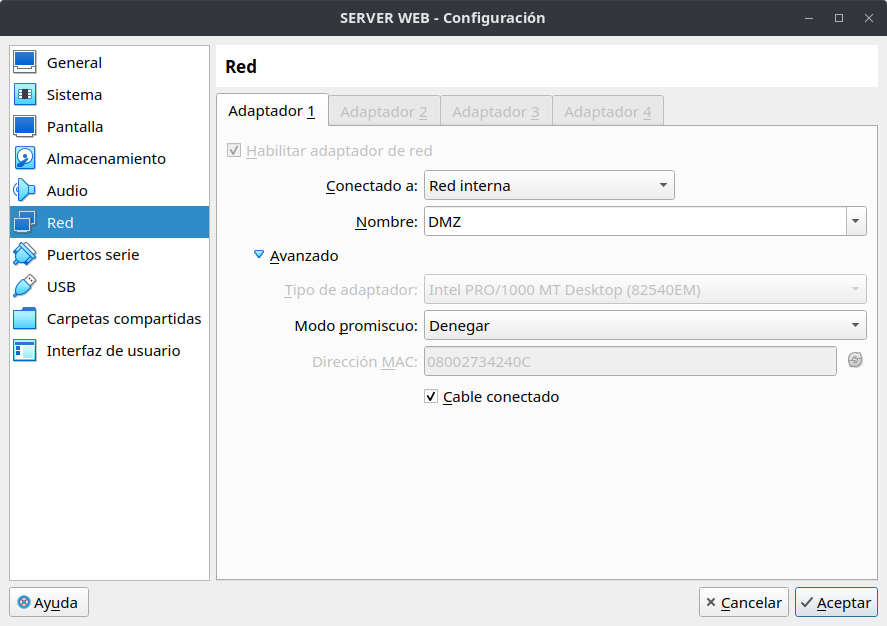 SERVER WEB - Configuración
General
Sistema
Pantalla
Almacenamiento
Audio
Red
Puertos serie
USB
Carpetas compartidas
Interfaz de usuario
Red
Adaptador 1 Adaptador 2 Adaptador 3 Adaptador 4
Habilitar adaptador de red
Conectado a: Red interna
Nombre: DMZ
Avanzado
Tipo de adaptador: Intel PRO/1000 MT Desktop (82540EM)
Modo promiscuo: Denegar
Dirección MAC: 08002734240C
Cable conectado
Ayuda Cancelar Aceptar